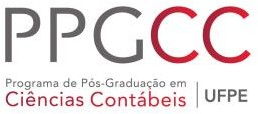 PPGCC
Programa de Pós-Graduação em
Ciências Contábeis | UFPE